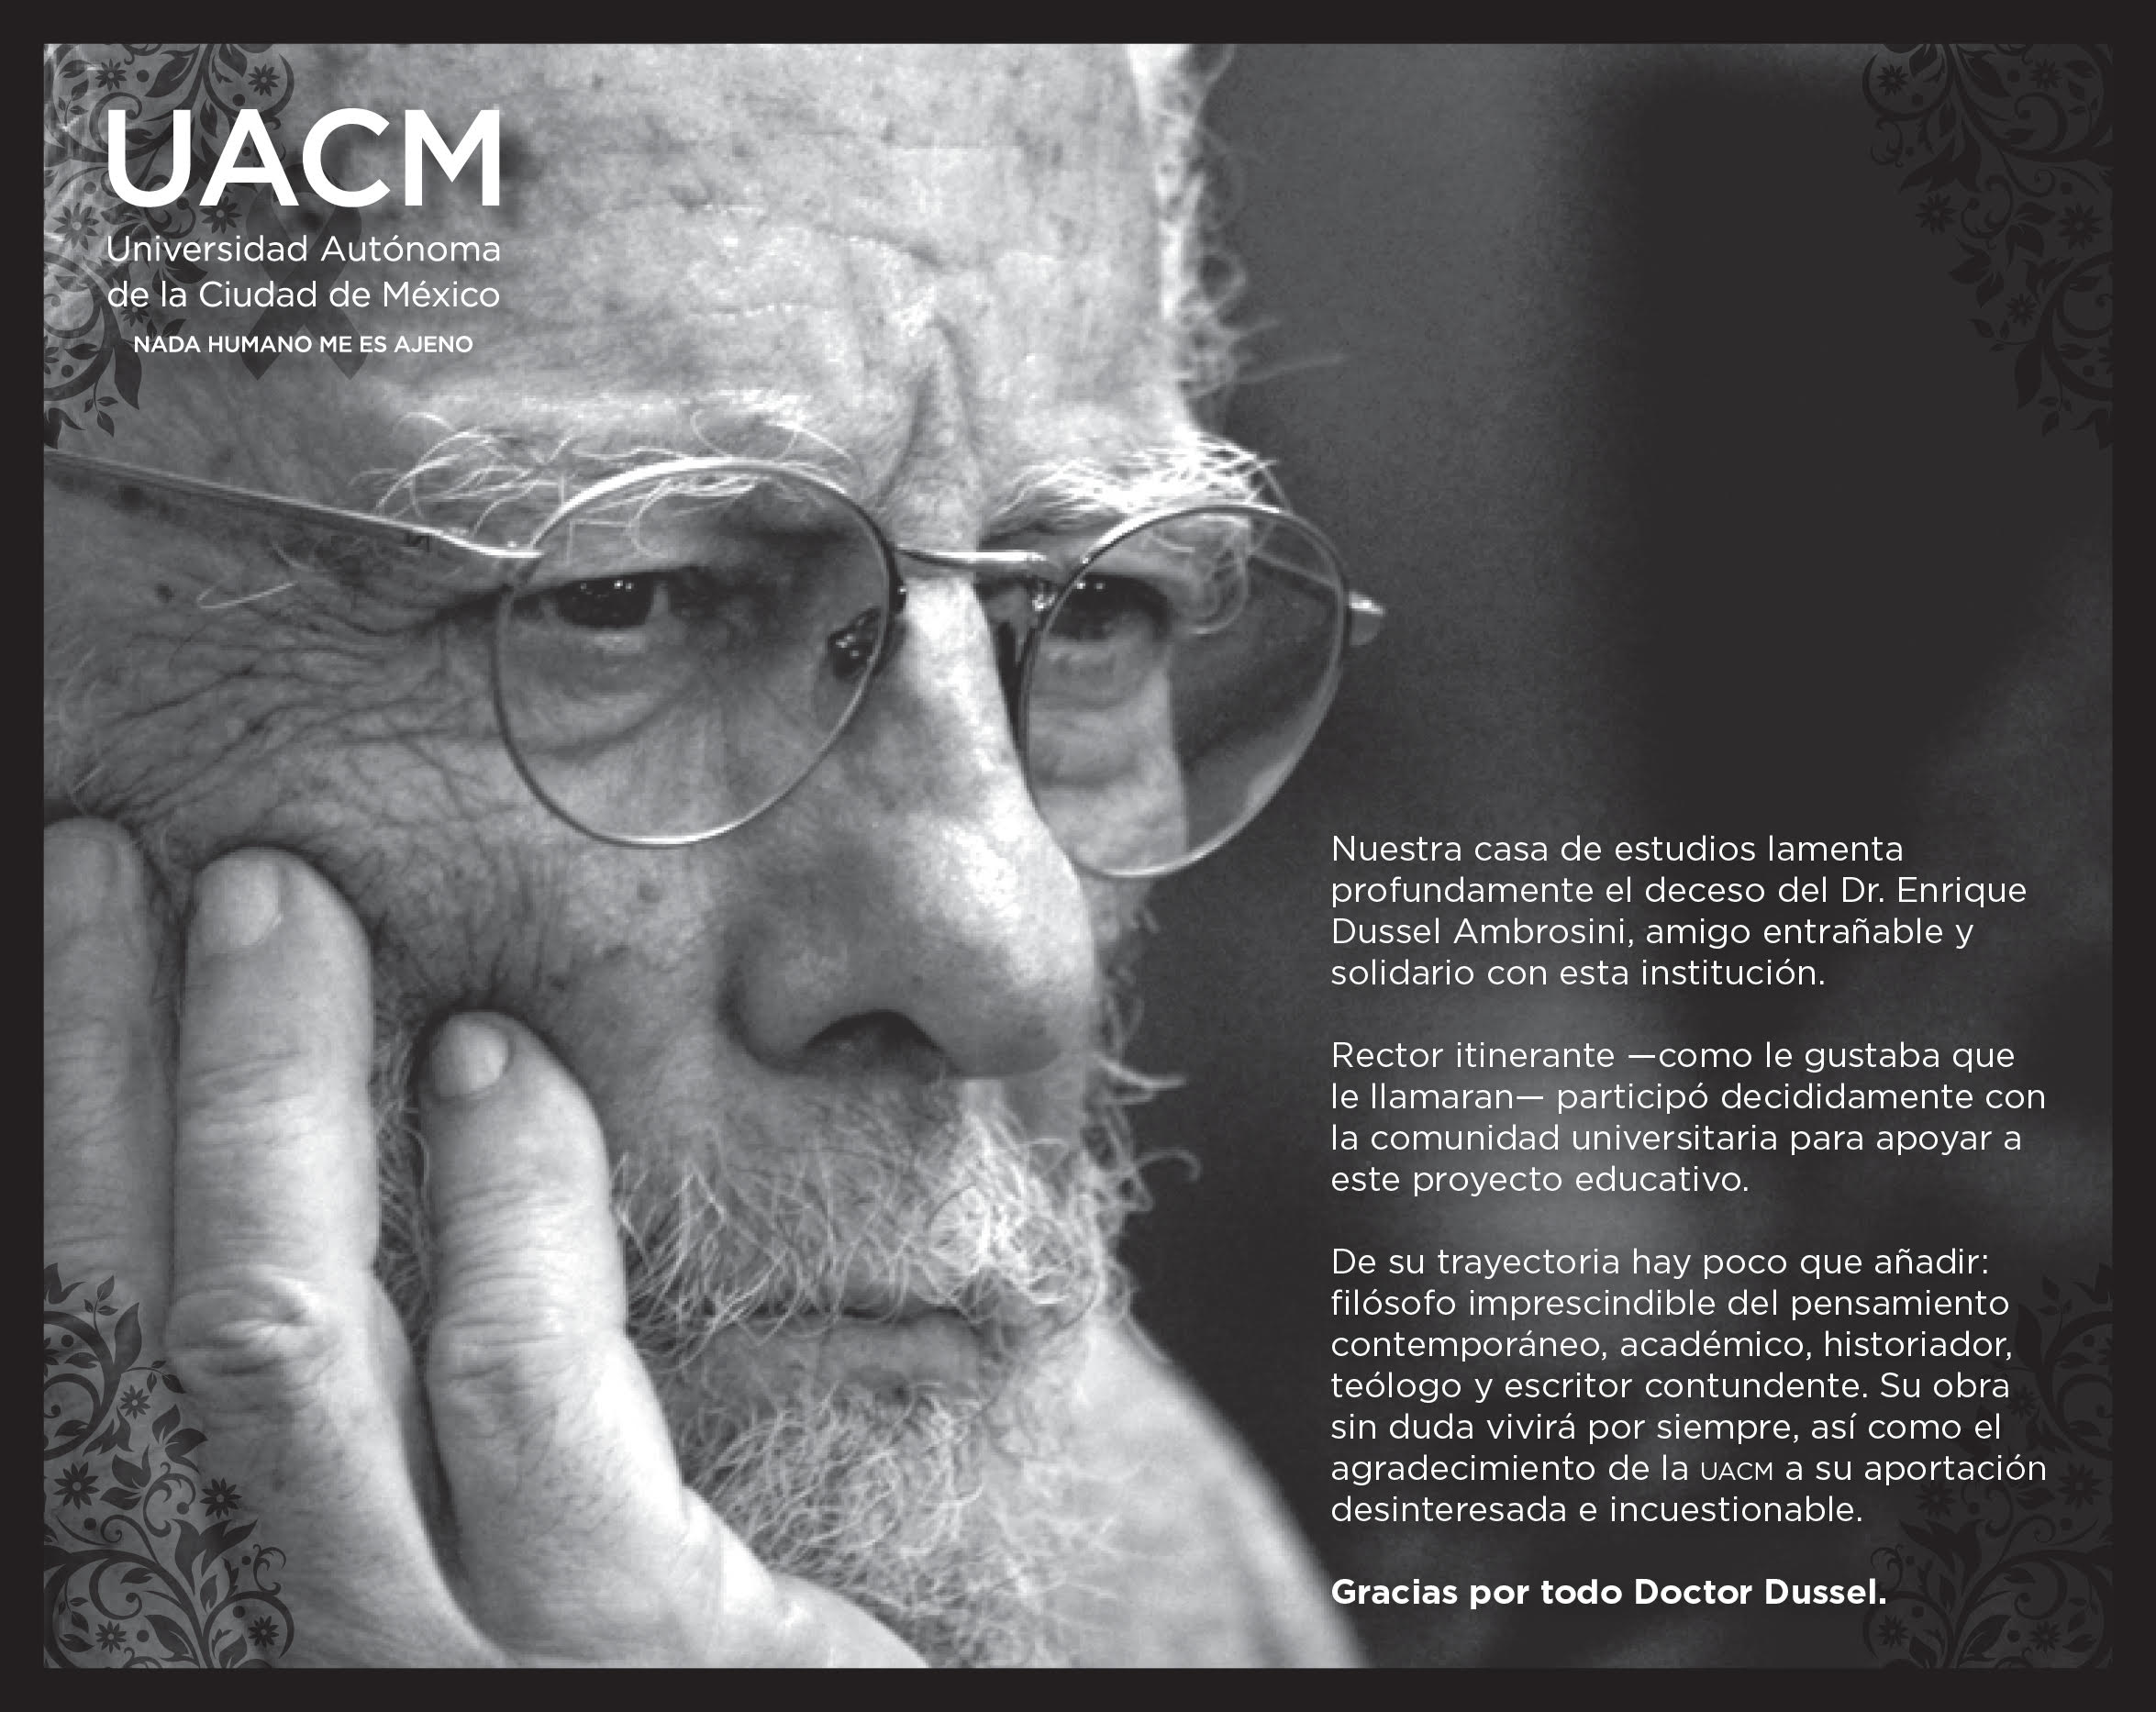 UACM
Universidad Autónoma
de la Ciudad de México
NADA HUMANO ME ES AJENO
Nuestra casa de estudios lamenta
profundamente el deceso del Dr. Enrique
Dussel Ambrosini, amigo entrañable y
solidario con esta institución.
Rector itinerante —como le gustaba que
le llamaran— participó decididamente con
la comunidad universitaria para apoyar a
este proyecto educativo.
De su trayectoria hay poco que añadir:
filósofo imprescindible del pensamiento
contemporáneo, académico, historiador,
teólogo y escritor contundente. Su obra
sin duda vivirá por siempre, así como el
agradecimiento de la UACM a su aportación
desinteresada e incuestionable.
Gracias por todo Doctor Dussel.